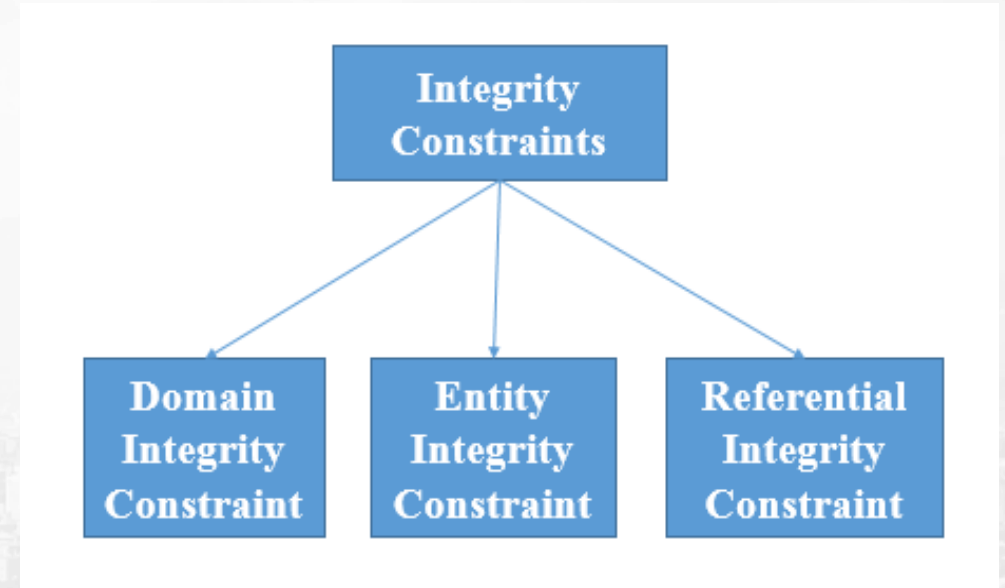 Integrity
Constraints
Domain
Integrity
Constraint
Entity
Integrity
Constraint
Referential
Integrity
Constraint